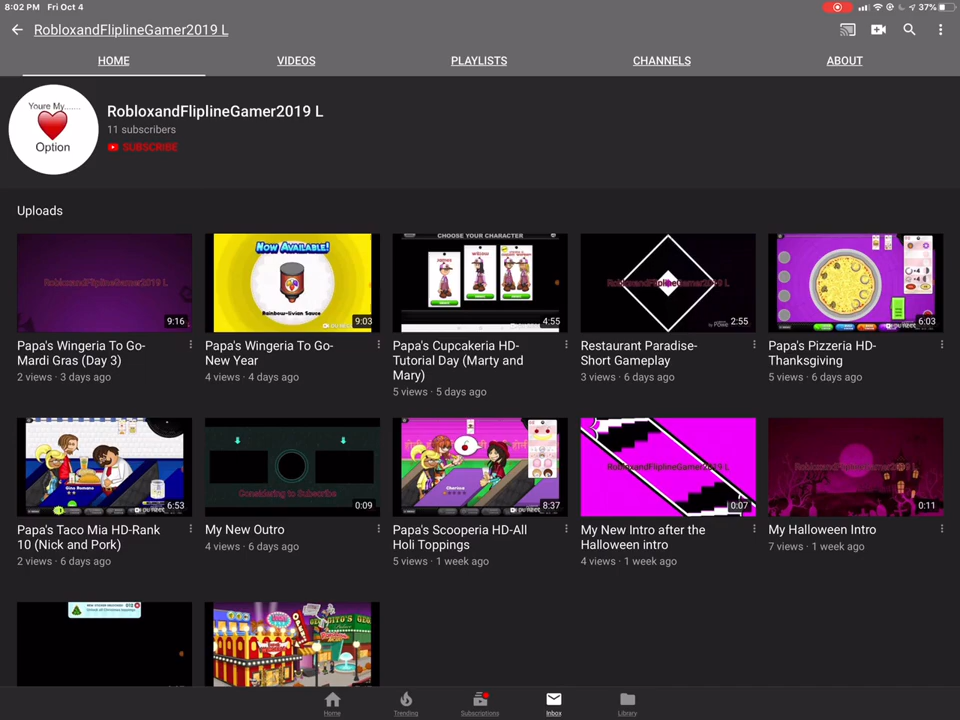 8:02 PM Fri Oct 4
37%
RobloxandFliplineGamer2019 L
HOME VIDEOS PLAYLISTS CHANNELS ABOUT
Youre My.......
Option
RobloxandFliplineGamer2019 L
11 subscribers
SUBSCRIBE
Uploads
RobloxandFliplineGamer2019 L
9:16
Papa's Wingeria To Go-
Mardi Gras (Day 3)
2 views · 3 days ago
NOW AVAILABLE!
Rainbow-Livian Sauce
9:03
Papa's Wingeria To Go-
New Year
4 views · 4 days ago
CHOOSE YOUR CHARACTER
4:55
Papa's Cupcakeria HD-
Tutorial Day (Marty and
Mary)
5 views · 5 days ago
RobloxandFliplineGamer2019 L
2:55
Restaurant Paradise-
Short Gameplay
3 views · 6 days ago
6:03
Papa's Pizzeria HD-
Thanksgiving
5 views · 6 days ago
Gino Romano
6:53
Papa's Taco Mia HD-Rank
10 (Nick and Pork)
2 views · 6 days ago
Considering to Subscribe
0:09
My New Outro
4 views · 6 days ago
8:37
Papa's Scooperia HD-All
Holi Toppings
5 views · 1 week ago
RobloxandFliplineGamer2019 L
0:07
My New Intro after the
Halloween intro
4 views · 1 week ago
RobloxandFliplineGamer2019 L
0:11
My Halloween Intro
7 views · 1 week ago
Home Trending Subscriptions Inbox Library